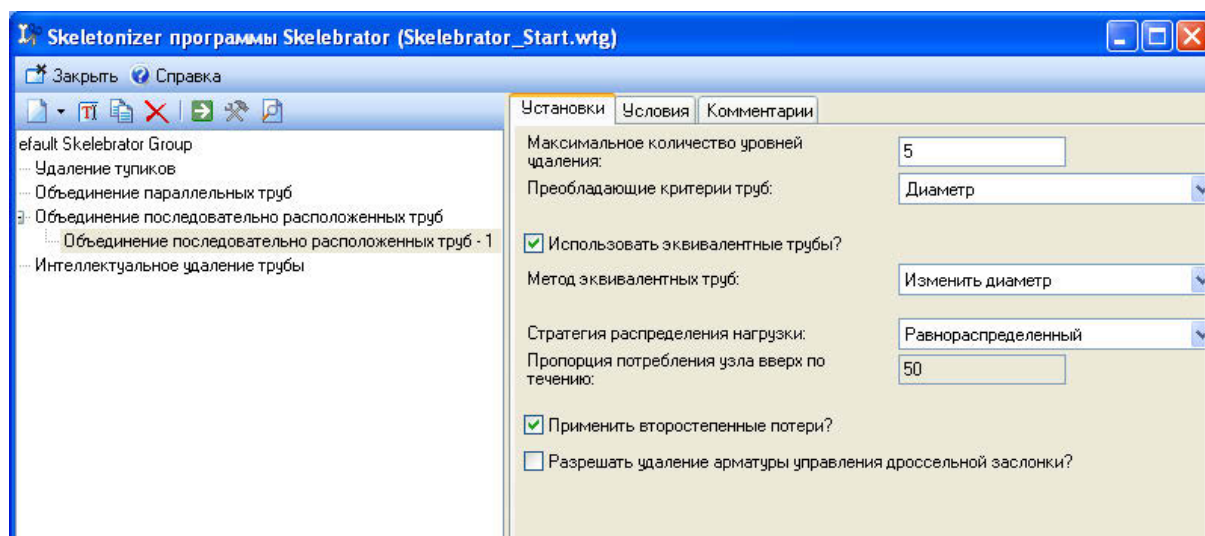 Skeletonizer программы Skelebrator (Skelebrator_Start.wtg)
Закрыть Справка
efault Skelebrator Group
Удаление тупиков
Объединение параллельных труб
Объединение последовательно расположенных труб
Объединение последовательно расположенных труб - 1
Интеллектуальное удаление трубы
Установки Условия Комментарии
Максимальное количество уровней
удаления:
5
Преобладающие критерии труб:
Диаметр
Использовать эквивалентные трубы?
Метод эквивалентных труб:
Изменить диаметр
Стратегия распределения нагрузки:
Равнораспределенный
Пропорция потребления узла вверх по
течению:
50
Применить второстепенные потери?
Разрешать удаление арматуры управления дроссельной заслонки?